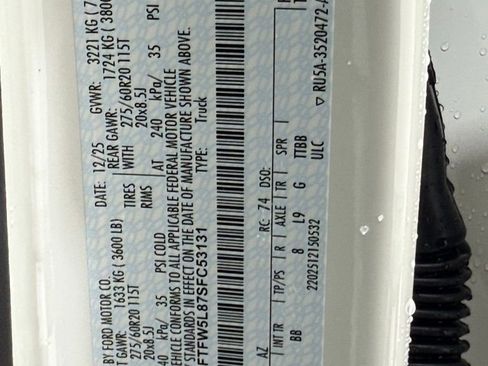 BY FORD MOTOR CO. DATE: 12/25 GVWR: 3221 KG ( 7
T GAWR: 1633 KG ( 3600 LB) REAR GAWR: 1724 KG ( 3800
275/60R20 115T TIRES WITH 275/60R20 115T
20x8.5J RIMS 20x8.5J
40 kPa/ 35 PSI COLD AT 240 kPa/ 35 PSI
VEHICLE CONFORMS TO ALL APPLICABLE FEDERAL MOTOR VEHICLE
Y STANDARDS IN EFFECT ON THE DATE OF MANUFACTURE SHOWN ABOVE.
FTFW5L87SFC53131 TYPE: Truck
AZ RC: 74 DSO:
INT TR TP/PS R AXLE TR SPR
BB 8 L9 G TTBB
2202512150532 ULC
▽ RU5A-3520472-A